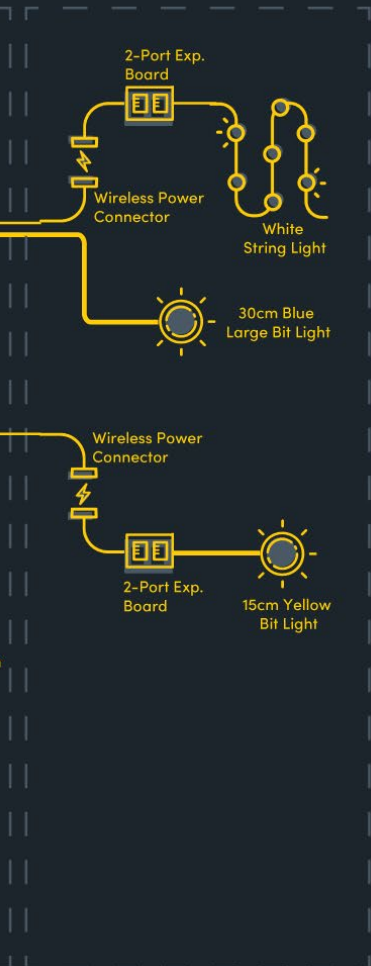 2-Port Exp.
Board
Wireless Power
Connector
White
String Light
30cm Blue
Large Bit Light
Wireless Power
Connector
2-Port Exp.
Board
15cm Yellow
Bit Light